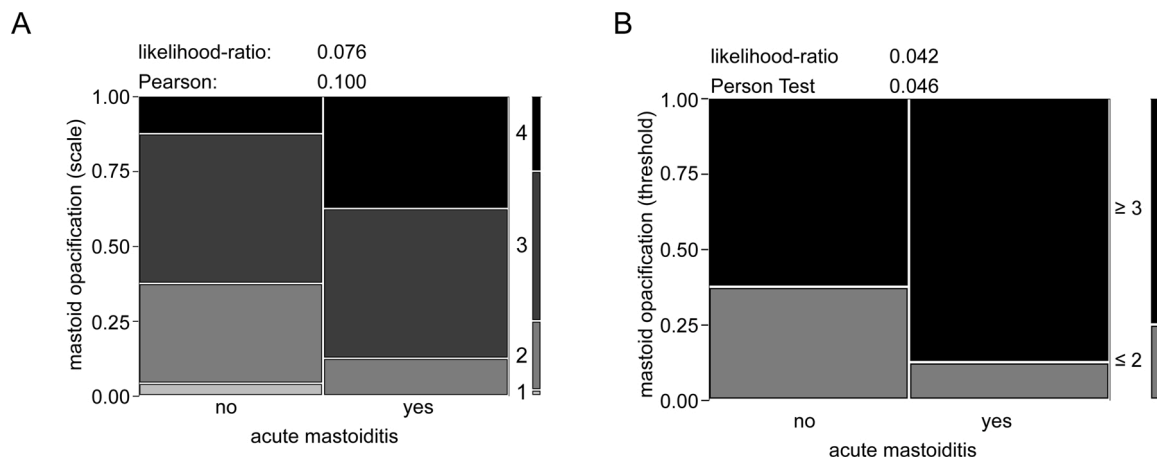 A
likelihood-ratio: 0.076
Pearson: 0.100
mastoid opacification (scale)
1.00
0.75
0.50
0.25
0.00
4
3
2
1
no yes
acute mastoiditis
B
likelihood-ratio 0.042
Person Test 0.046
mastoid opacification (threshold)
1.00
0.75
0.50
0.25
0.00
≥ 3
≤ 2
no yes
acute mastoiditis